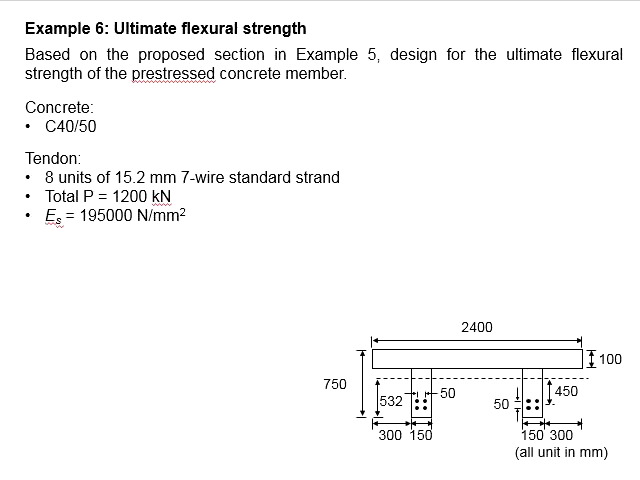 Example 6: Ultimate flexural strength
Based on the proposed section in Example 5, design for the ultimate flexural
strength of the prestressed concrete member.
Concrete:
• C40/50
Tendon:
• 8 units of 15.2 mm 7-wire standard strand
• Total P = 1200 kN
• Es = 195000 N/mm²
2400
100
750
532
50
50
450
300 150
150 300
(all unit in mm)